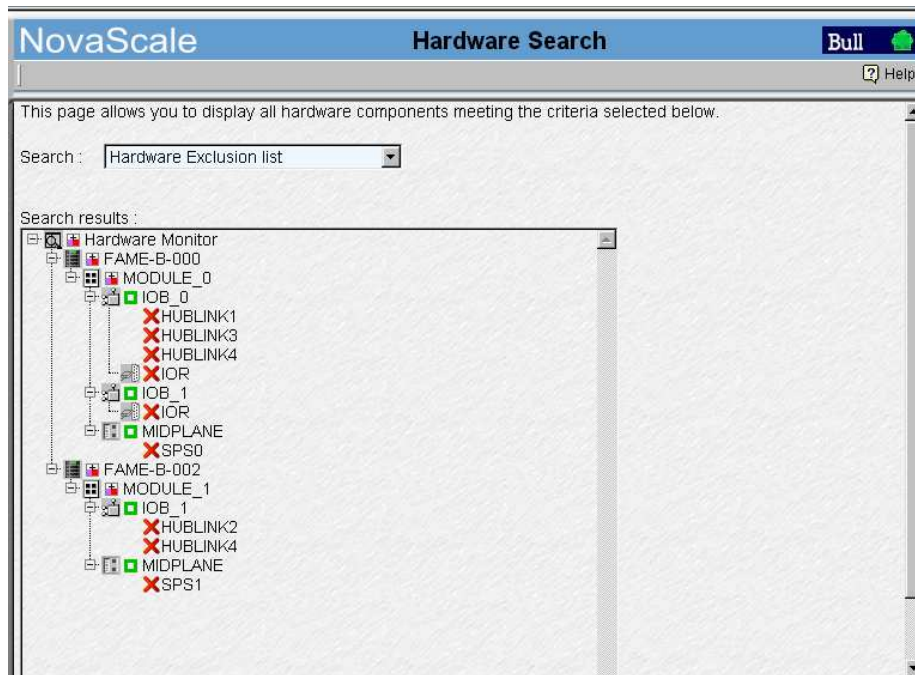 NovaScale Hardware Search Bull
? Help
This page allows you to display all hardware components meeting the criteria selected below.
Search : Hardware Exclusion list
Search results :
Hardware Monitor
FAME-B-000
MODULE_0
IOB_0
HUBLINK1
HUBLINK3
HUBLINK4
IOR
IOB_1
IOR
MIDPLANE
SPS0
FAME-B-002
MODULE_1
IOB_1
HUBLINK2
HUBLINK4
MIDPLANE
SPS1